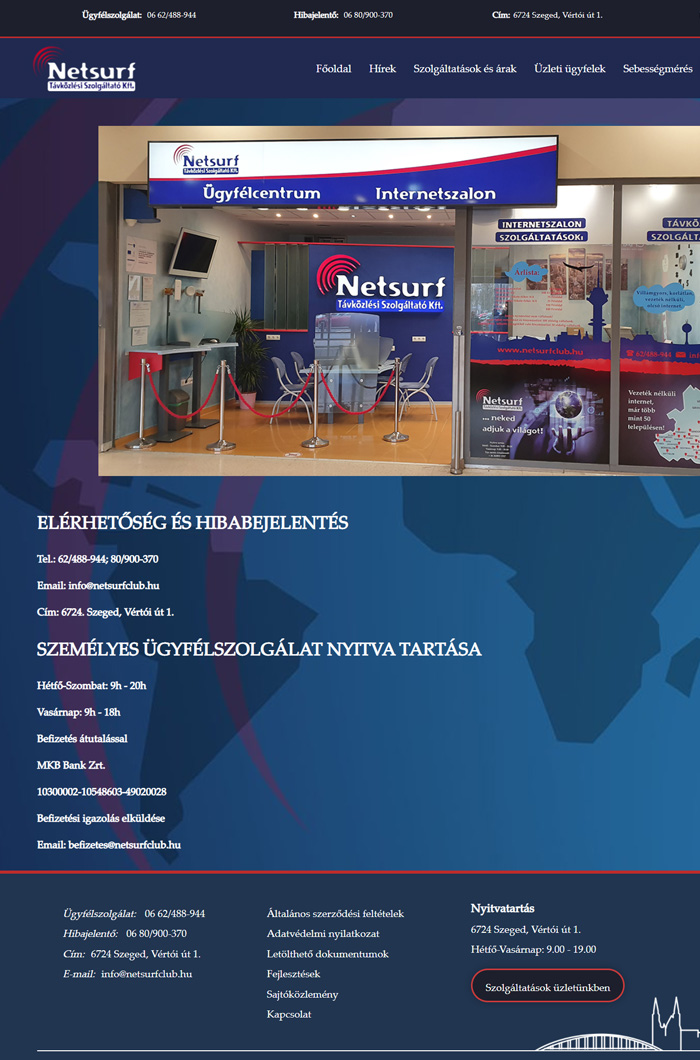 Ügyfélszolgálat: 06 62/488-944
Hibajelentő: 06 80/900-370
Cím: 6724 Szeged, Vértói út 1.
Netsurf
Távközlési Szolgáltató Kft.
Főoldal
Hírek
Szolgáltatások és árak
Üzleti ügyfelek
Sebességmérés
Netsurf
Távközlési Szolgáltató Kft.
Ügyfélcentrum
Internetszalon
INTERNETSZALON
SZOLGÁLTATÁSOK:
TÁVKÖ
SZOLGÁLT
Netsurf
Távközlési Szolgáltató Kft.
Árlista:
www.netsurfclub.hu
62/488-944
Netsurf
... neked
adjuk a világot!
Vezeték nélküli
internet,
már több
mint 50
településen!
ELÉRHETŐSÉG ÉS HIBABEJELENTÉS
Tel.: 62/488-944; 80/900-370
Email: info@netsurfclub.hu
Cím: 6724. Szeged, Vértói út 1.
SZEMÉLYES ÜGYFÉLSZOLGÁLAT NYITVA TARTÁSA
Hétfő-Szombat: 9h - 20h
Vasárnap: 9h - 18h
Befizetés átutalással
MKB Bank Zrt.
10300002-10548603-49020028
Befizetési igazolás elküldése
Email: befizetes@netsurfclub.hu
Ügyfélszolgálat: 06 62/488-944
Hibajelentő: 06 80/900-370
Cím: 6724 Szeged, Vértói út 1.
E-mail: info@netsurfclub.hu
Általános szerződési feltételek
Adatvédelmi nyilatkozat
Letölthető dokumentumok
Fejlesztések
Sajtóközlemény
Kapcsolat
Nyitvatartás
6724 Szeged, Vértói út 1.
Hétfő-Vasárnap: 9.00 - 19.00
Szolgáltatások üzletünkben